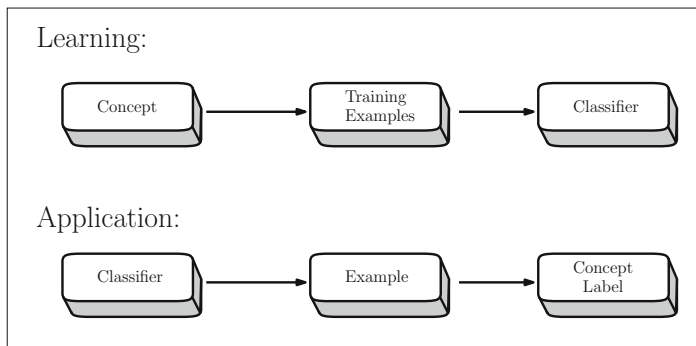 Learning:
Concept
Training
Examples
Classifier
Application:
Classifier
Example
Concept
Label